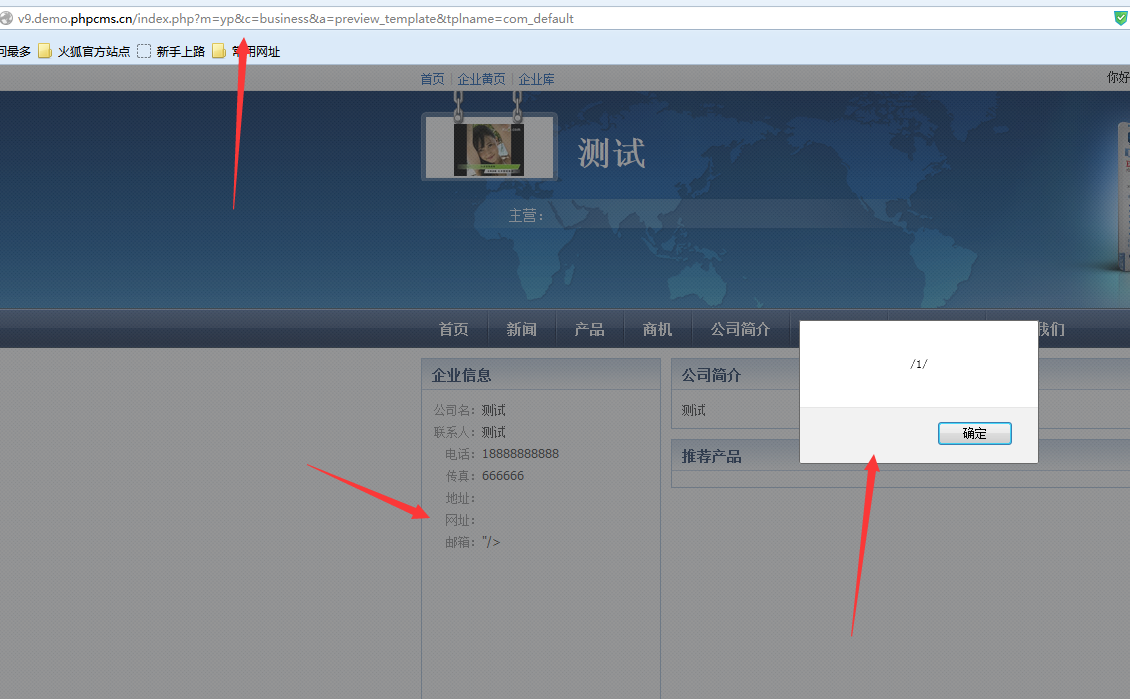 v9.demo.phpcms.cn/index.php?m=yp&c=business&a=preview_template&tplname=com_default
问最多 火狐官方站点 新手上路 常用网址
首页 | 企业黄页 | 企业库 你好
测试
主营：
首页 新闻 产品 商机 公司简介 我们
/1/
确定
企业信息
公司名： 测试
联系人： 测试
电话： 18888888888
传真： 666666
地址：
网址：
邮箱： "/>
公司简介
测试
推荐产品